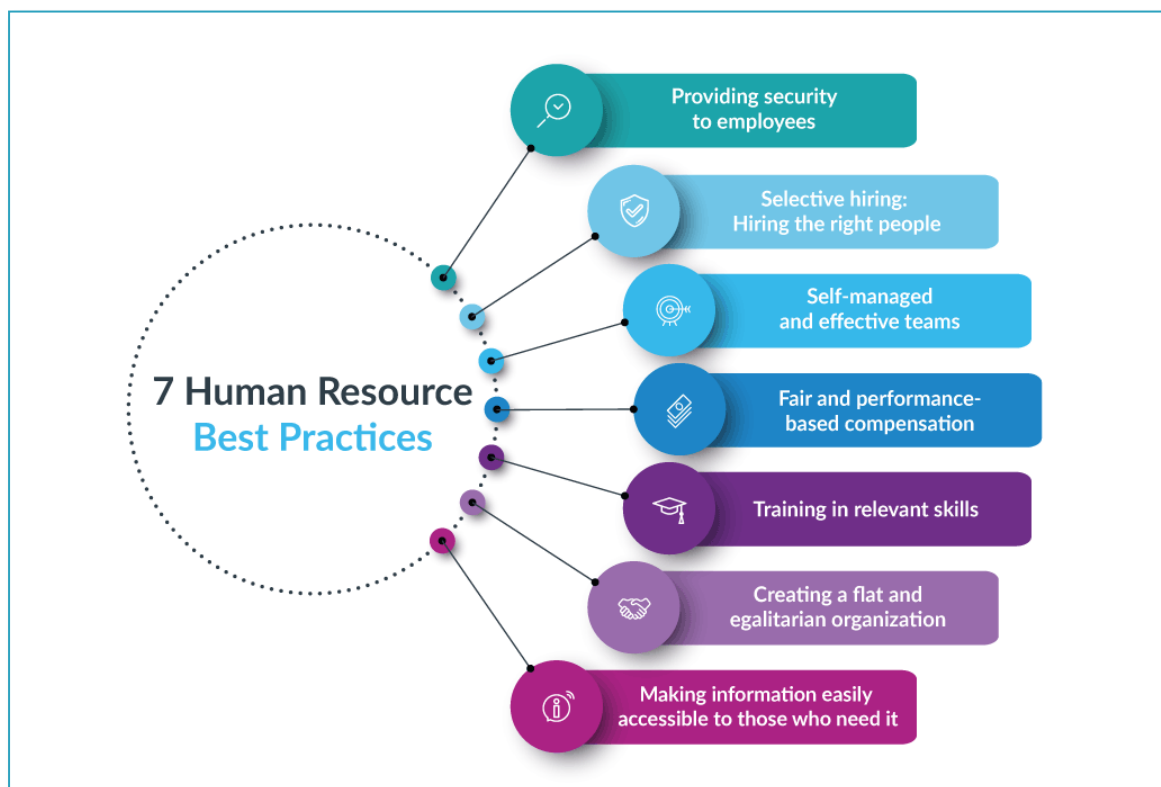 7 Human Resource
Best Practices
Providing security
to employees
Selective hiring:
Hiring the right people
Self-managed
and effective teams
Fair and performance-
based compensation
Training in relevant skills
Creating a flat and
egalitarian organization
Making information easily
accessible to those who need it